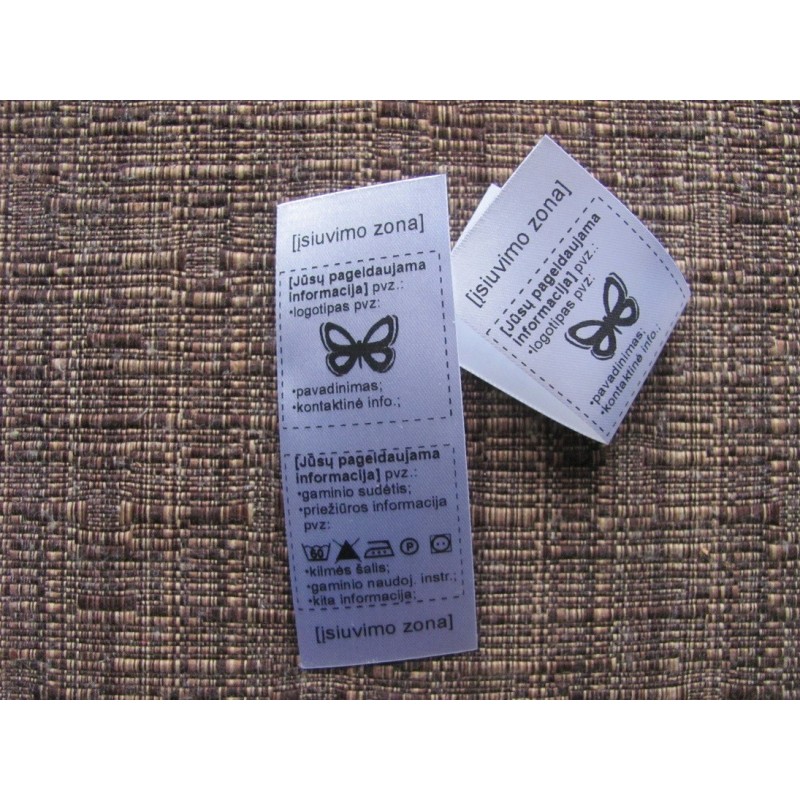 [įsiuvimo zona]
[Jūsų pageidaujama
informacija] pvz.:
•logotipas pvz:
•pavadinimas;
•kontaktinė info.;
[Jūsų pageidaujama
informacija] pvz.:
•gaminio sudėtis;
•priežiūros informacija
pvz:
60 P
•kilmės šalis;
•gaminio naudoj. instr.;
•kita informacija;
[įsiuvimo zona]
[įsiuvimo zona]
[Jūsų pageidaujama
informacija] pvz.:
•logotipas pvz:
•pavadinimas;
•kontaktinė info.;